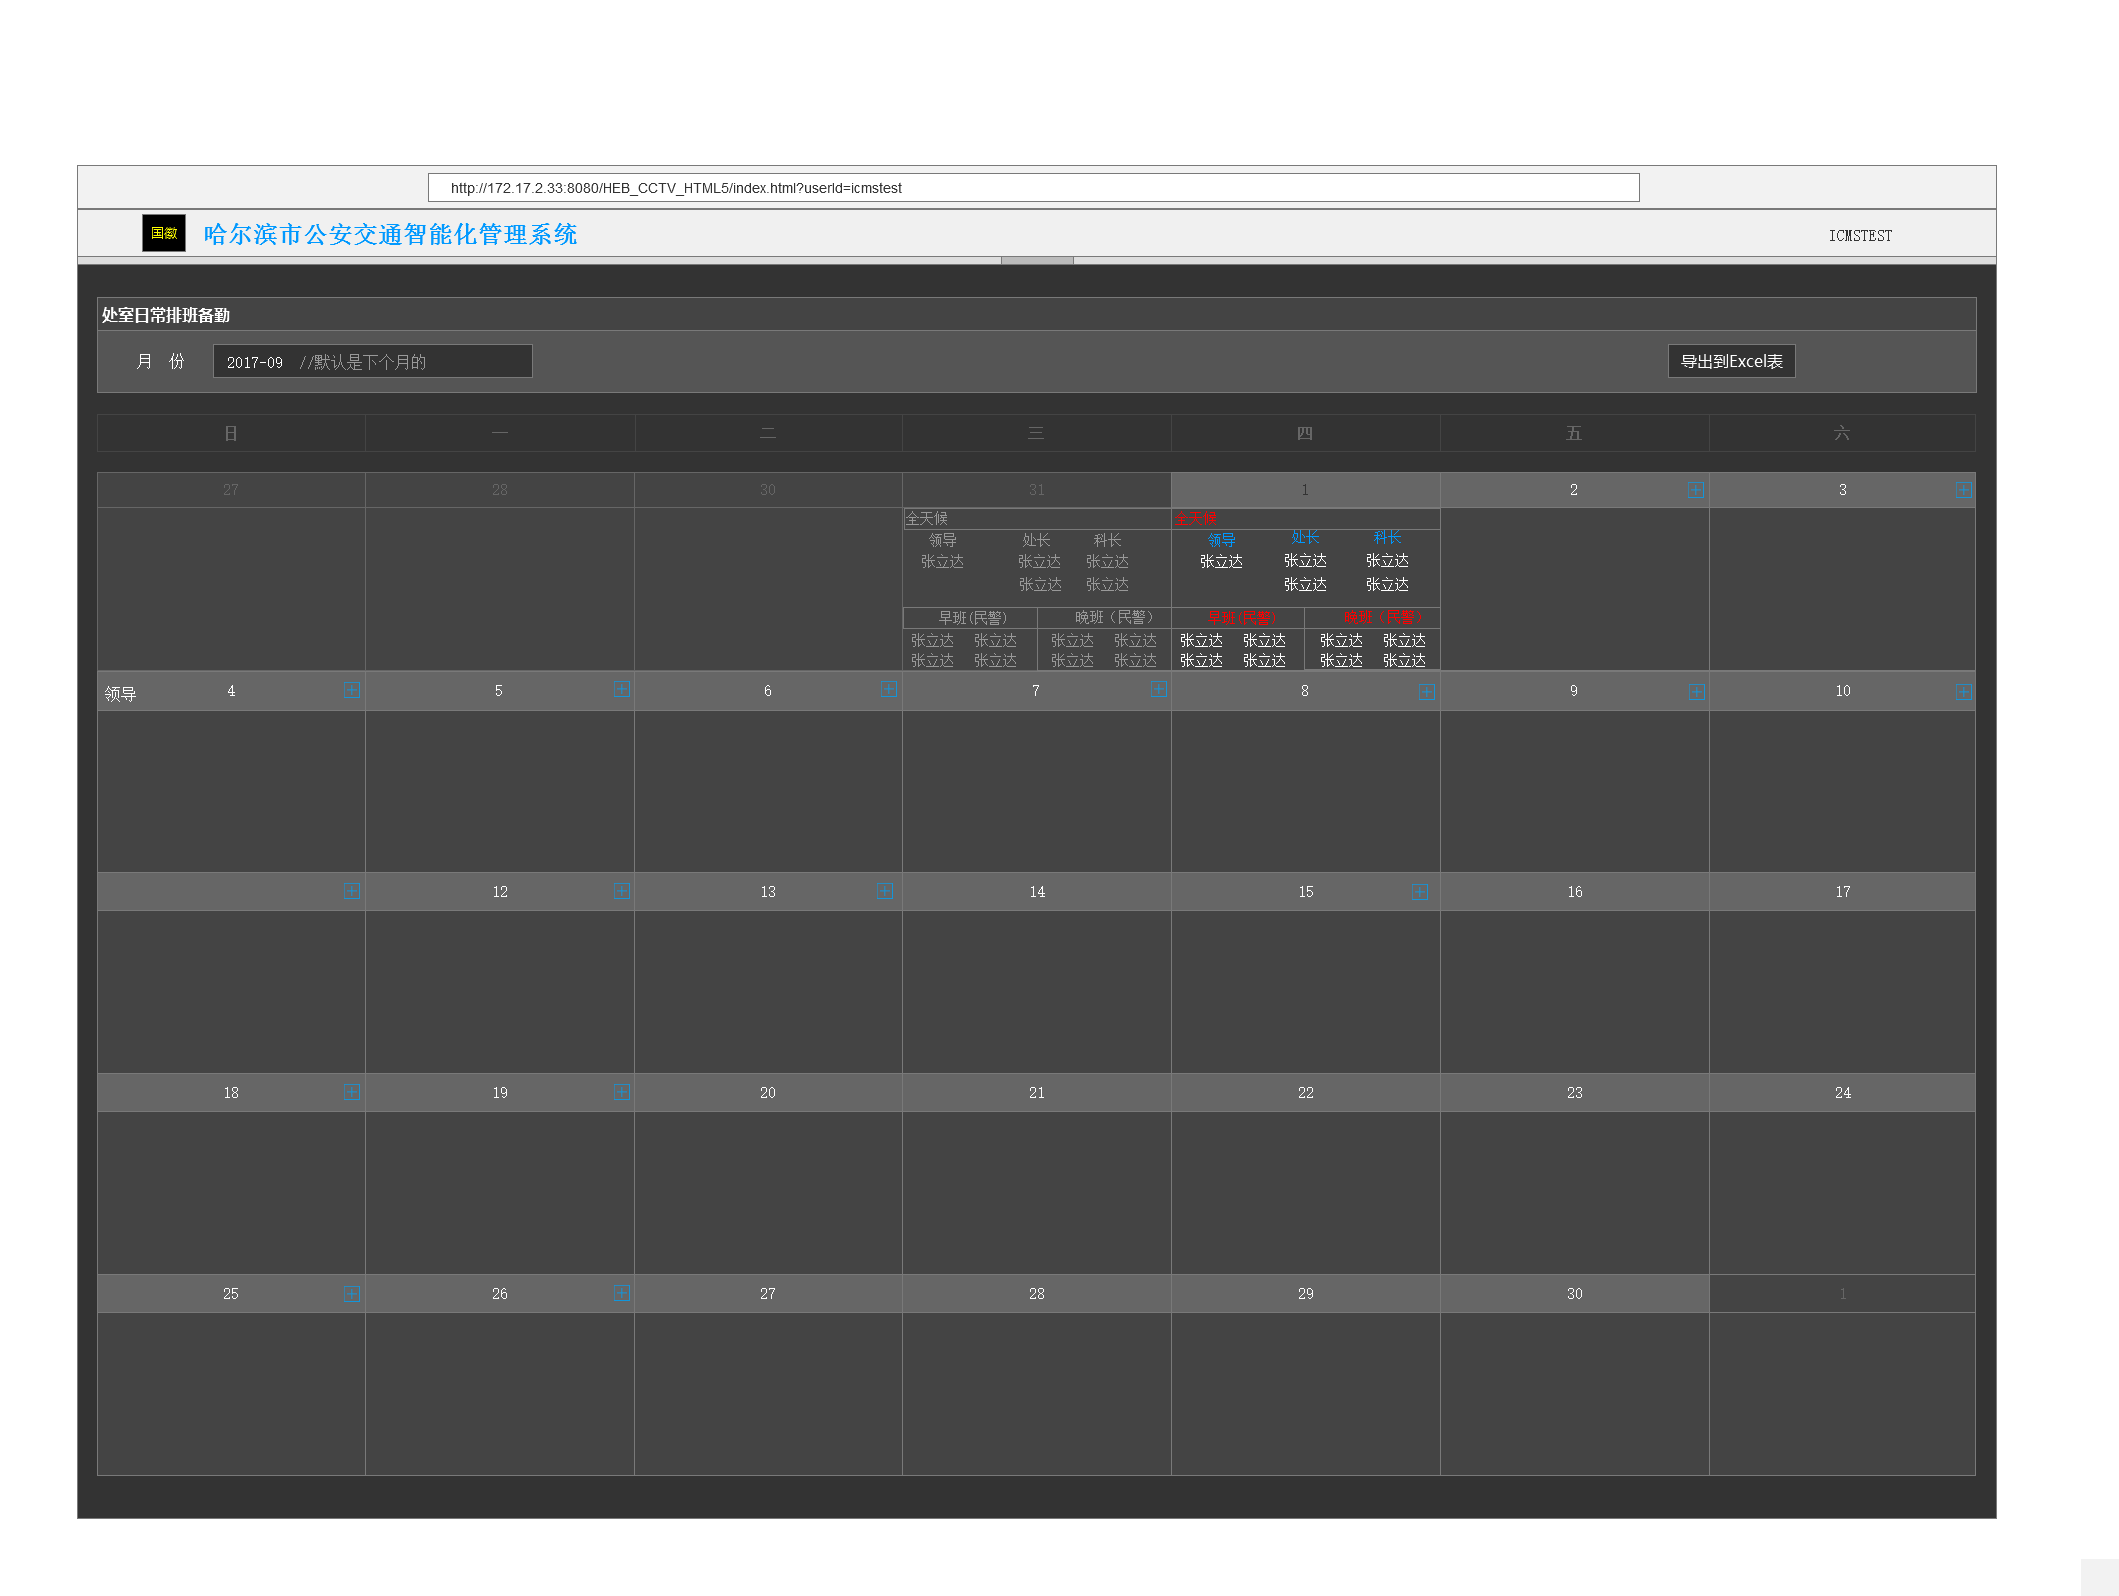 http://172.17.2.33:8080/HEB_CCTV_HTML5/index.html?userId=icmstest
国徽 哈尔滨市公安交通智能化管理系统 ICMSTEST
处室日常排班备勤
月 份 2017-09 //默认是下个月的 导出到Excel表
日 一 二 三 四 五 六
27 28 30 31 1 2 3
全天候 全天候
领导 处长 科长 领导 处长 科长
张立达 张立达 张立达 张立达 张立达 张立达
张立达 张立达 张立达 张立达
早班(民警) 晚班（民警） 早班(民警) 晚班（民警）
张立达 张立达 张立达 张立达 张立达 张立达 张立达 张立达
张立达 张立达 张立达 张立达 张立达 张立达 张立达 张立达
领导 4 5 6 7 8 9 10
12 13 14 15 16 17
18 19 20 21 22 23 24
25 26 27 28 29 30 1